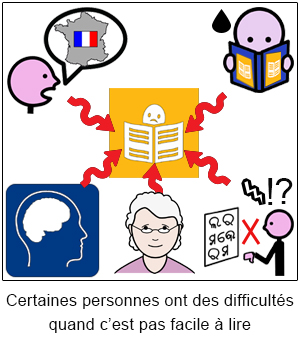 !?
Certaines personnes ont des difficultés
quand c'est pas facile à lire